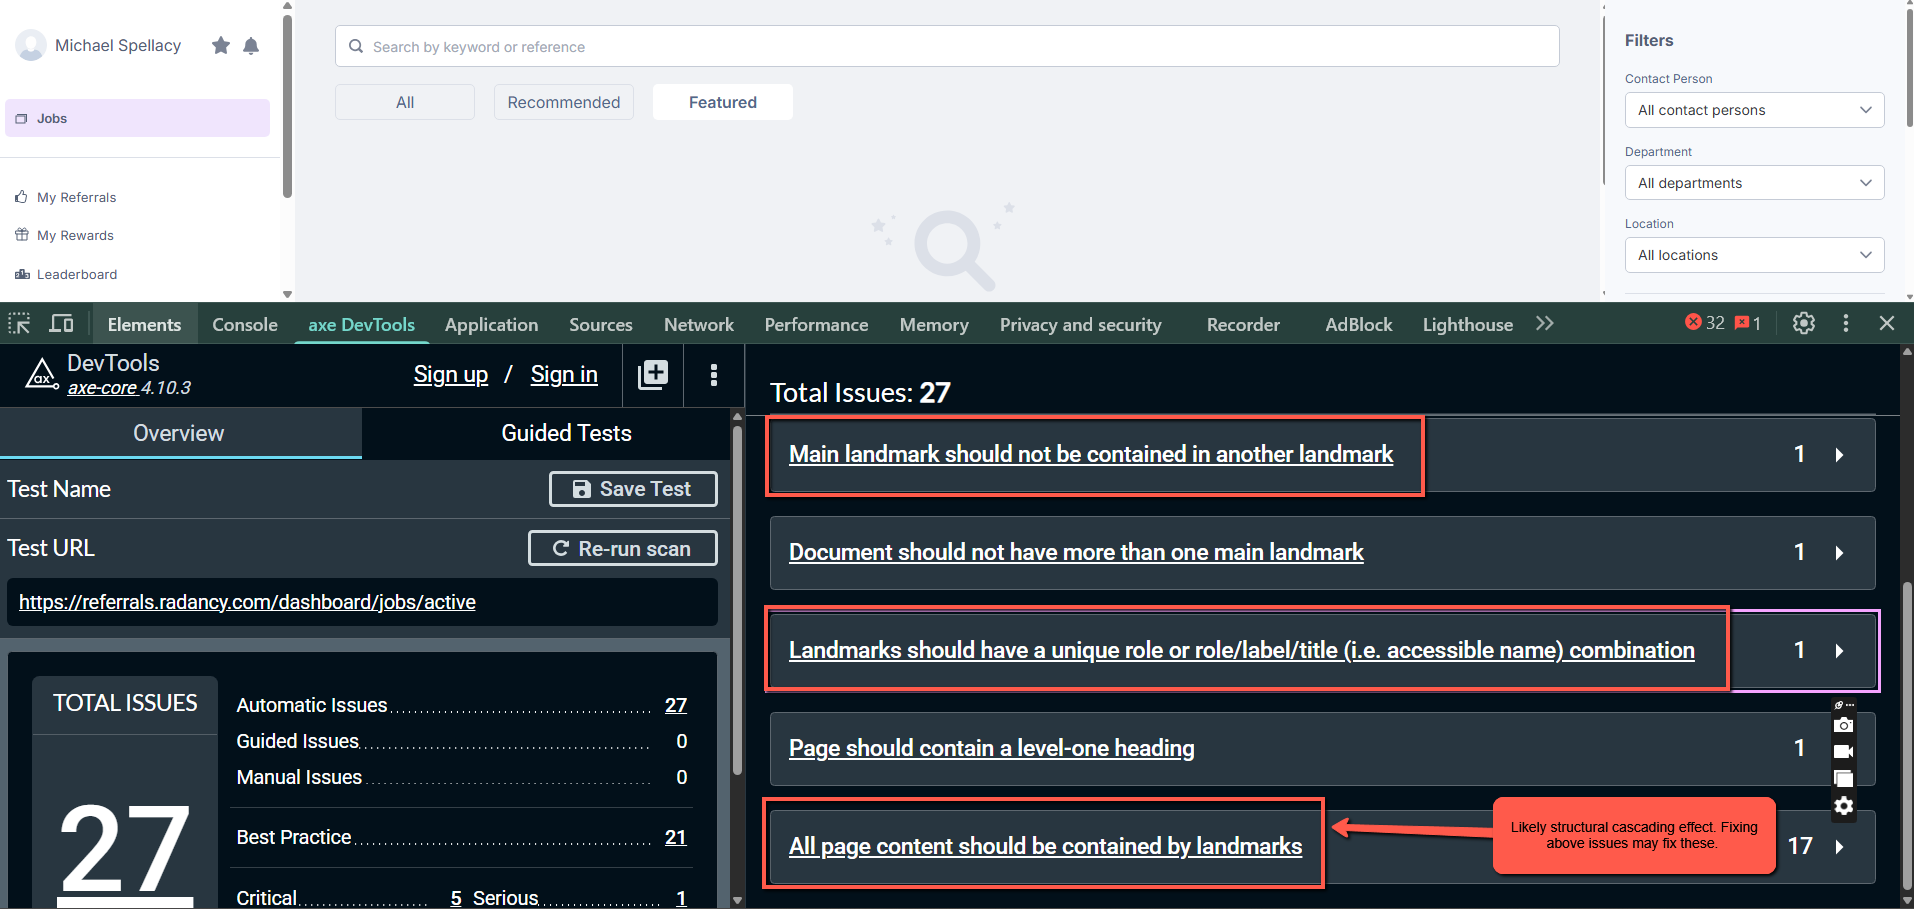 Michael Spellacy
Search by keyword or reference
Filters
Contact Person
All contact persons
All
Recommended
Featured
Jobs
Department
All departments
My Referrals
My Rewards
Leaderboard
Location
All locations
Elements
Console
axe DevTools
Application
Sources
Network
Performance
Memory
Privacy and security
Recorder
AdBlock
Lighthouse
32
1
ax
DevTools
axe-core 4.10.3
Sign up / Sign in
Overview
Guided Tests
Test Name
Save Test
Test URL
Re-run scan
https://referrals.radancy.com/dashboard/jobs/active
TOTAL ISSUES
27
Automatic Issues 27
Guided Issues 0
Manual Issues 0
Best Practice 21
Critical 5 Serious 1
Total Issues: 27
Main landmark should not be contained in another landmark 1
Document should not have more than one main landmark 1
Landmarks should have a unique role or role/label/title (i.e. accessible name) combination 1
Page should contain a level-one heading 1
All page content should be contained by landmarks 17
Likely structural cascading effect. Fixing
above issues may fix these.